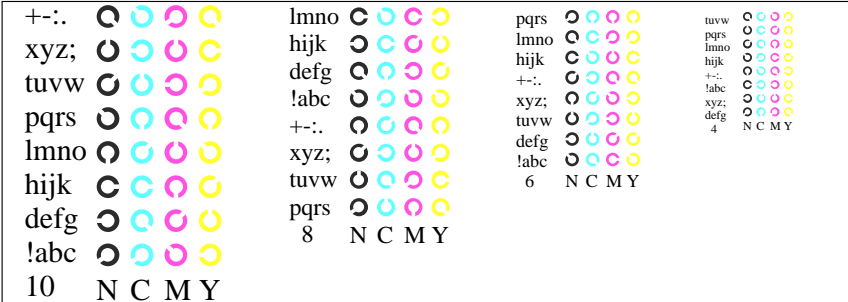 +-:.
xyz;
tuvw
pqrs
lmno
hijk
defg
!abc
10 N C M Y
lmno
hijk
defg
!abc
+-:.
xyz;
tuvw
pqrs
8 N C M Y
pqrs
lmno
hijk
+-:.
xyz;
tuvw
defg
!abc
6 N C M Y
tuvw
pqrs
lmno
hijk
+-:.
!abc
xyz;
defg
4 N C M Y